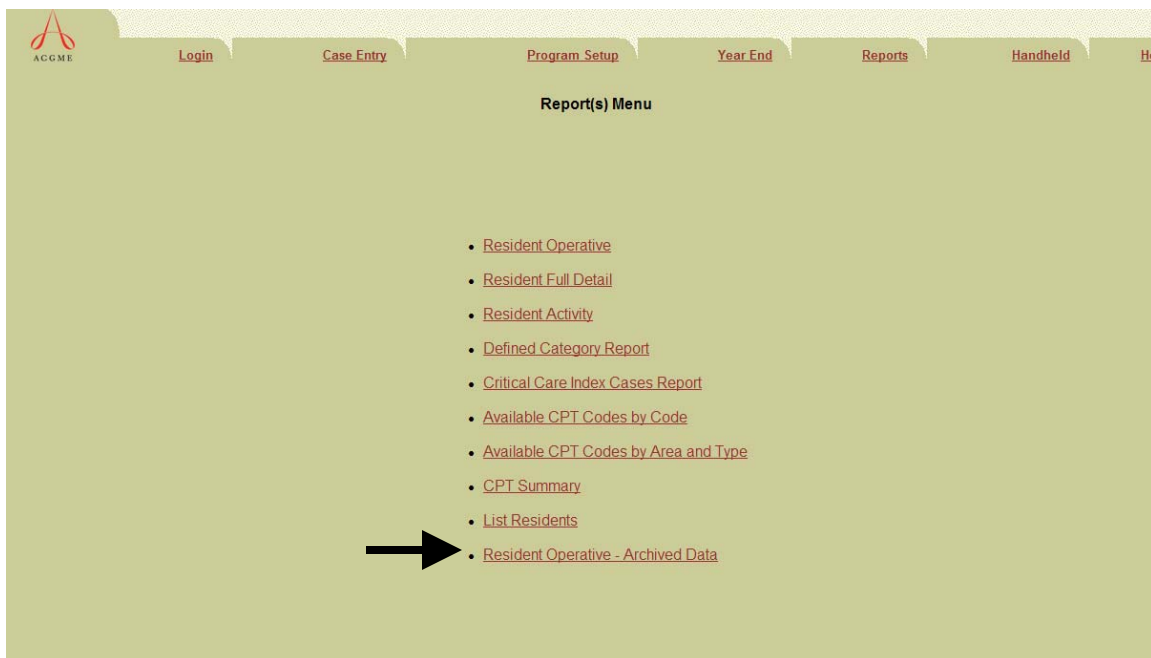 ACGME
Login Case Entry Program Setup Year End Reports Handheld
Report(s) Menu
Resident Operative
Resident Full Detail
Resident Activity
Defined Category Report
Critical Care Index Cases Report
Available CPT Codes by Code
Available CPT Codes by Area and Type
CPT Summary
List Residents
Resident Operative - Archived Data